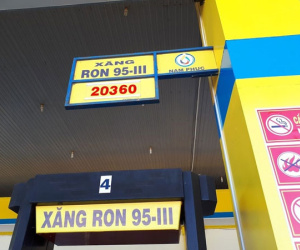 XĂNG
RON 95-III
20360
NAM PHÚC
4
XĂNG RON 95-III